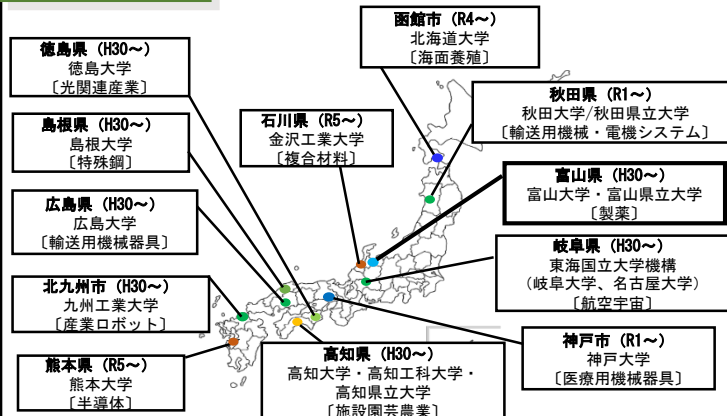 函館市（R4～）
北海道大学
〔海面養殖〕
徳島県（H30～）
徳島大学
〔光関連産業〕
秋田県（R1～）
秋田大学/秋田県立大学
〔輸送用機械・電機システム〕
島根県（H30～）
島根大学
〔特殊鋼〕
石川県（R5～）
金沢工業大学
〔複合材料〕
富山県（H30～）
富山大学・富山県立大学
〔製薬〕
広島県（H30～）
広島大学
〔輸送用機械器具〕
岐阜県（H30～）
東海国立大学機構
（岐阜大学、名古屋大学）
〔航空宇宙〕
北九州市（H30～）
九州工業大学
〔産業ロボット〕
神戸市（R1～）
神戸大学
〔医療用機械器具〕
熊本県（R5～）
熊本大学
〔半導体〕
高知県（H30～）
高知大学・高知工科大学・
高知県立大学
〔施設園芸農業〕